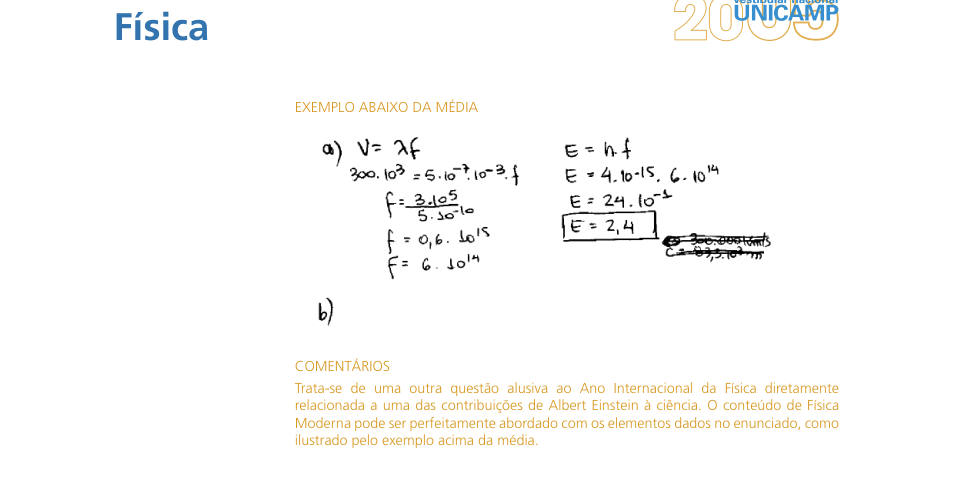 Física
vestibular nacional
2005
UNICAMP
EXEMPLO ABAIXO DA MÉDIA
a) V = λf
300.10³ = 5.10⁻⁷.10⁻³.f
f = 3.10⁵
5.10⁻¹⁰
f = 0,6.10¹⁵
F = 6.10¹⁴
E = h.f
E = 4.10⁻¹⁵. 6.10¹⁴
E = 24.10⁻¹
E = 2,4
300.000 km/s
b)
COMENTÁRIOS
Trata-se de uma outra questão alusiva ao Ano Internacional da Física diretamente
relacionada a uma das contribuições de Albert Einstein à ciência. O conteúdo de Física
Moderna pode ser perfeitamente abordado com os elementos dados no enunciado, como
ilustrado pelo exemplo acima da média.